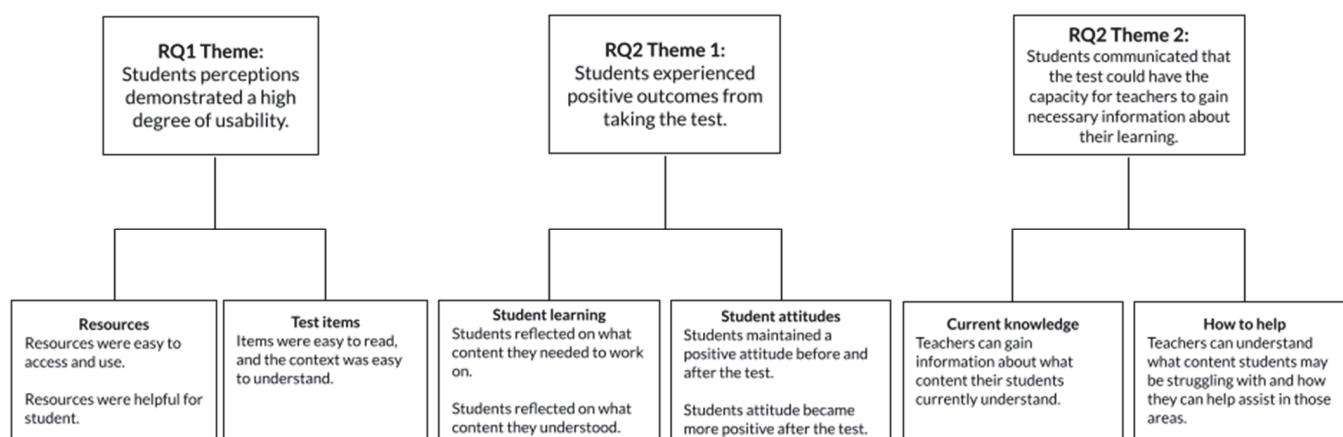 RQ1 Theme:
Students perceptions
demonstrated a high
degree of usability.
RQ2 Theme 1:
Students experienced
positive outcomes from
taking the test.
RQ2 Theme 2:
Students communicated that
the test could have the
capacity for teachers to gain
necessary information about
their learning.
Resources
Resources were easy to
access and use.
Resources were helpful for
student.
Test items
Items were easy to read,
and the context was easy
to understand.
Student learning
Students reflected on what
content they needed to work
on.
Students reflected on what
content they understood.
Student attitudes
Students maintained a
positive attitude before and
after the test.
Students attitude became
more positive after the test.
Current knowledge
Teachers can gain
information about what
content their students
currently understand.
How to help
Teachers can understand
what content students may
be struggling with and how
they can help assist in those
areas.